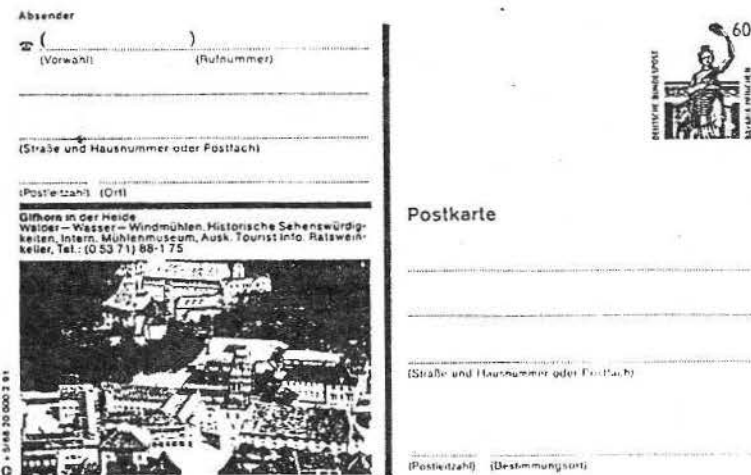 Absender
☎ ( )
(Vorwahl) (Rufnummer)
(Straße und Hausnummer oder Postfach)
(Postleitzahl) (Ort)
Gifhorn in der Heide
Wälder – Wasser – Windmühlen. Historische Sehenswürdig-
keiten, Intern. Mühlenmuseum, Ausk. Tourist Info. Ratswein-
keller, Tel.: (0 53 71) 88-1 75
60
DEUTSCHE BUNDESPOST
Postkarte
(Straße und Hausnummer oder Postfach)
(Postleitzahl) (Bestimmungsort)